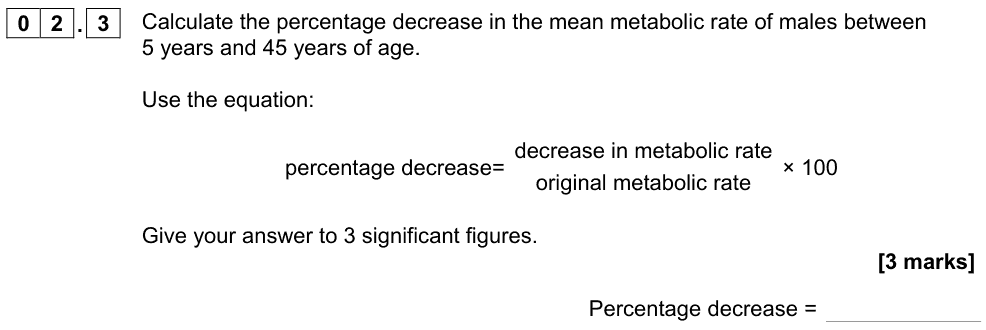 0 2 . 3 Calculate the percentage decrease in the mean metabolic rate of males between
5 years and 45 years of age.
Use the equation:
percentage decrease= decrease in metabolic rate / original metabolic rate × 100
Give your answer to 3 significant figures.
[3 marks]
Percentage decrease = ____________